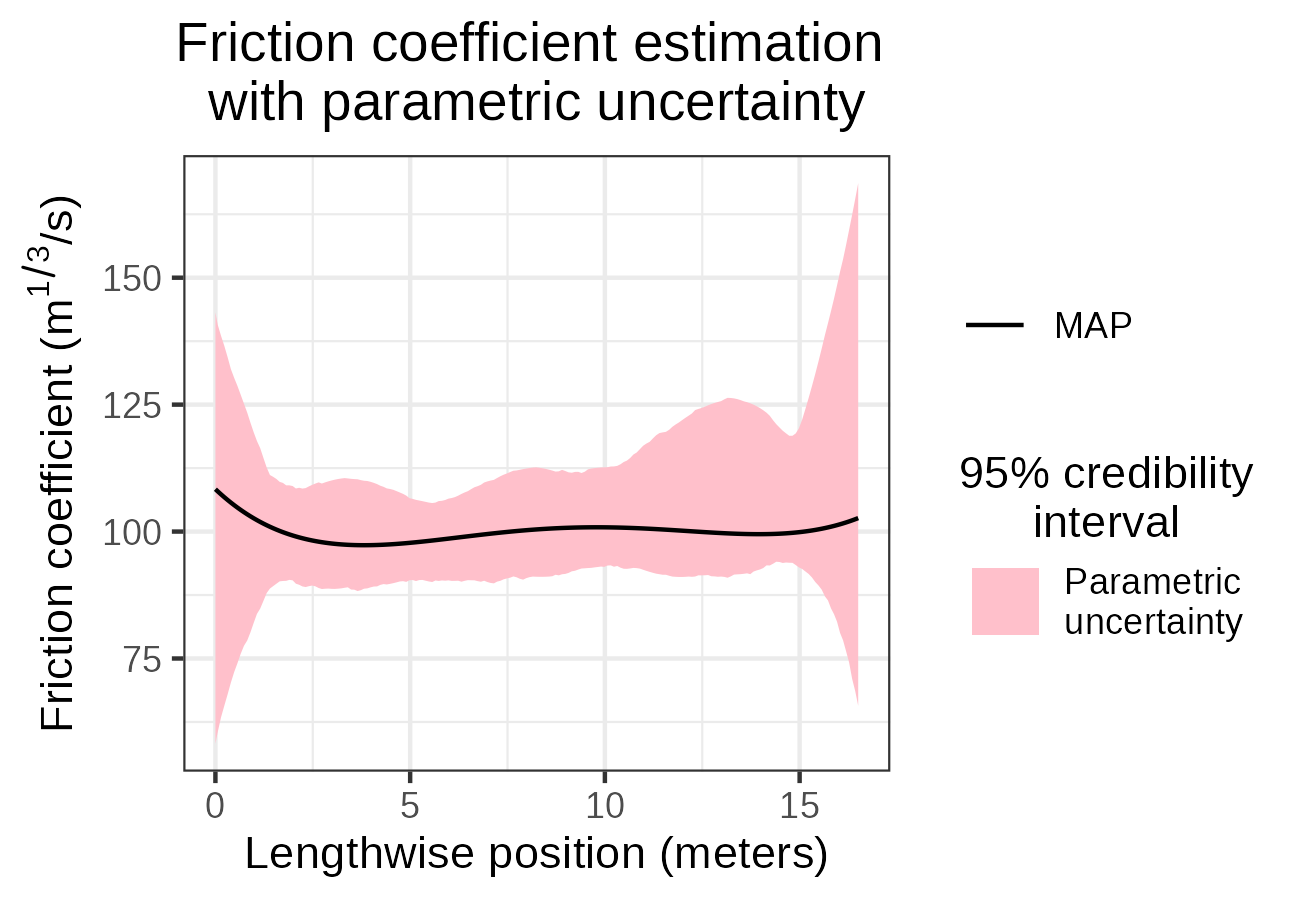 Friction coefficient estimation
with parametric uncertainty
Friction coefficient (m^1/3/s)
150
125
100
75
0 5 10 15
Lengthwise position (meters)
MAP
95% credibility
interval
Parametric
uncertainty